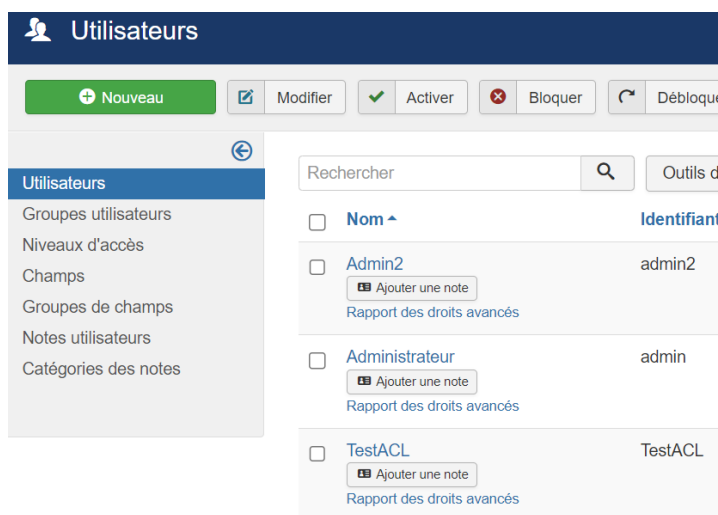 Utilisateurs
Nouveau Modifier Activer Bloquer Débloque
Utilisateurs
Groupes utilisateurs
Niveaux d'accès
Champs
Groupes de champs
Notes utilisateurs
Catégories des notes
Rechercher Outils d
Nom Identifiant
Admin2 admin2
Ajouter une note
Rapport des droits avancés
Administrateur admin
Ajouter une note
Rapport des droits avancés
TestACL TestACL
Ajouter une note
Rapport des droits avancés